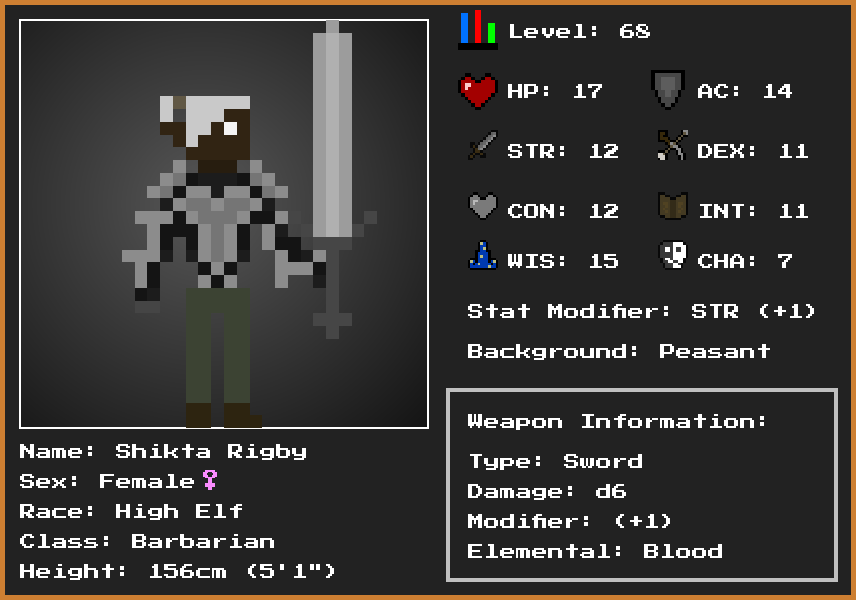 Level: 68
HP: 17
AC: 14
STR: 12
DEX: 11
CON: 12
INT: 11
WIS: 15
CHA: 7
Stat Modifier: STR (+1)
Background: Peasant
Weapon Information:
Type: Sword
Damage: d6
Modifier: (+1)
Elemental: Blood
Name: Shikta Rigby
Sex: Female♀
Race: High Elf
Class: Barbarian
Height: 156cm (5'1")